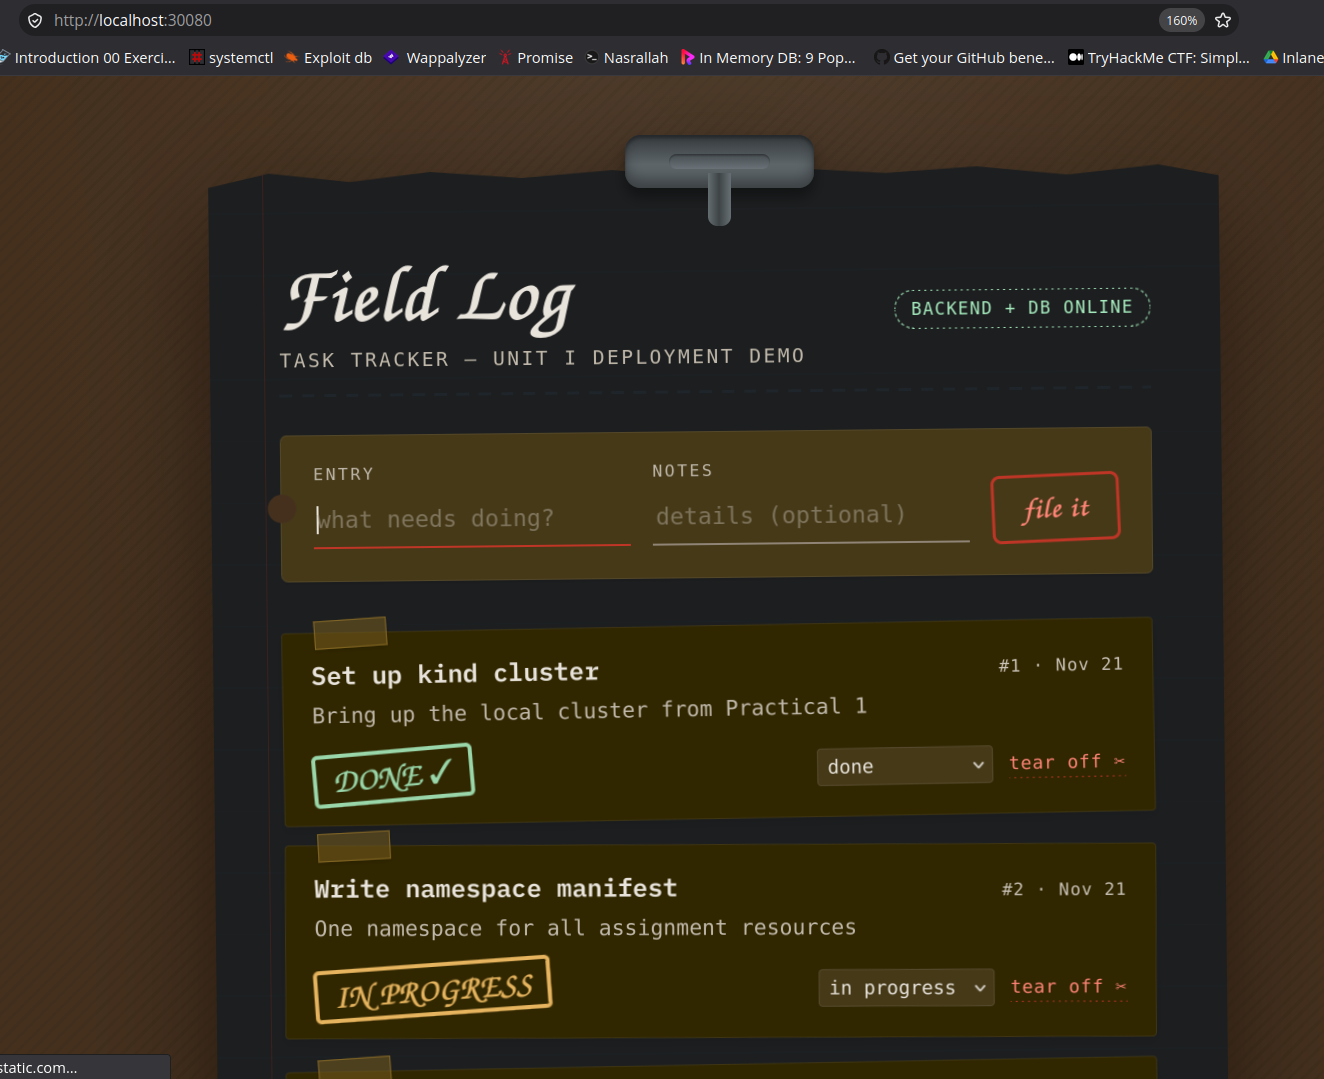 http://localhost:30080
160%
Introduction 00 Exerci... systemctl Exploit db Wappalyzer Promise Nasrallah In Memory DB: 9 Pop... Get your GitHub bene... TryHackMe CTF: Simpl... Inlane
Field Log
BACKEND + DB ONLINE
TASK TRACKER — UNIT I DEPLOYMENT DEMO
ENTRY
NOTES
what needs doing?
details (optional)
file it
Set up kind cluster
#1 · Nov 21
Bring up the local cluster from Practical 1
DONE ✓
done
tear off ✂
Write namespace manifest
#2 · Nov 21
One namespace for all assignment resources
IN PROGRESS
in progress
tear off ✂
static.com...